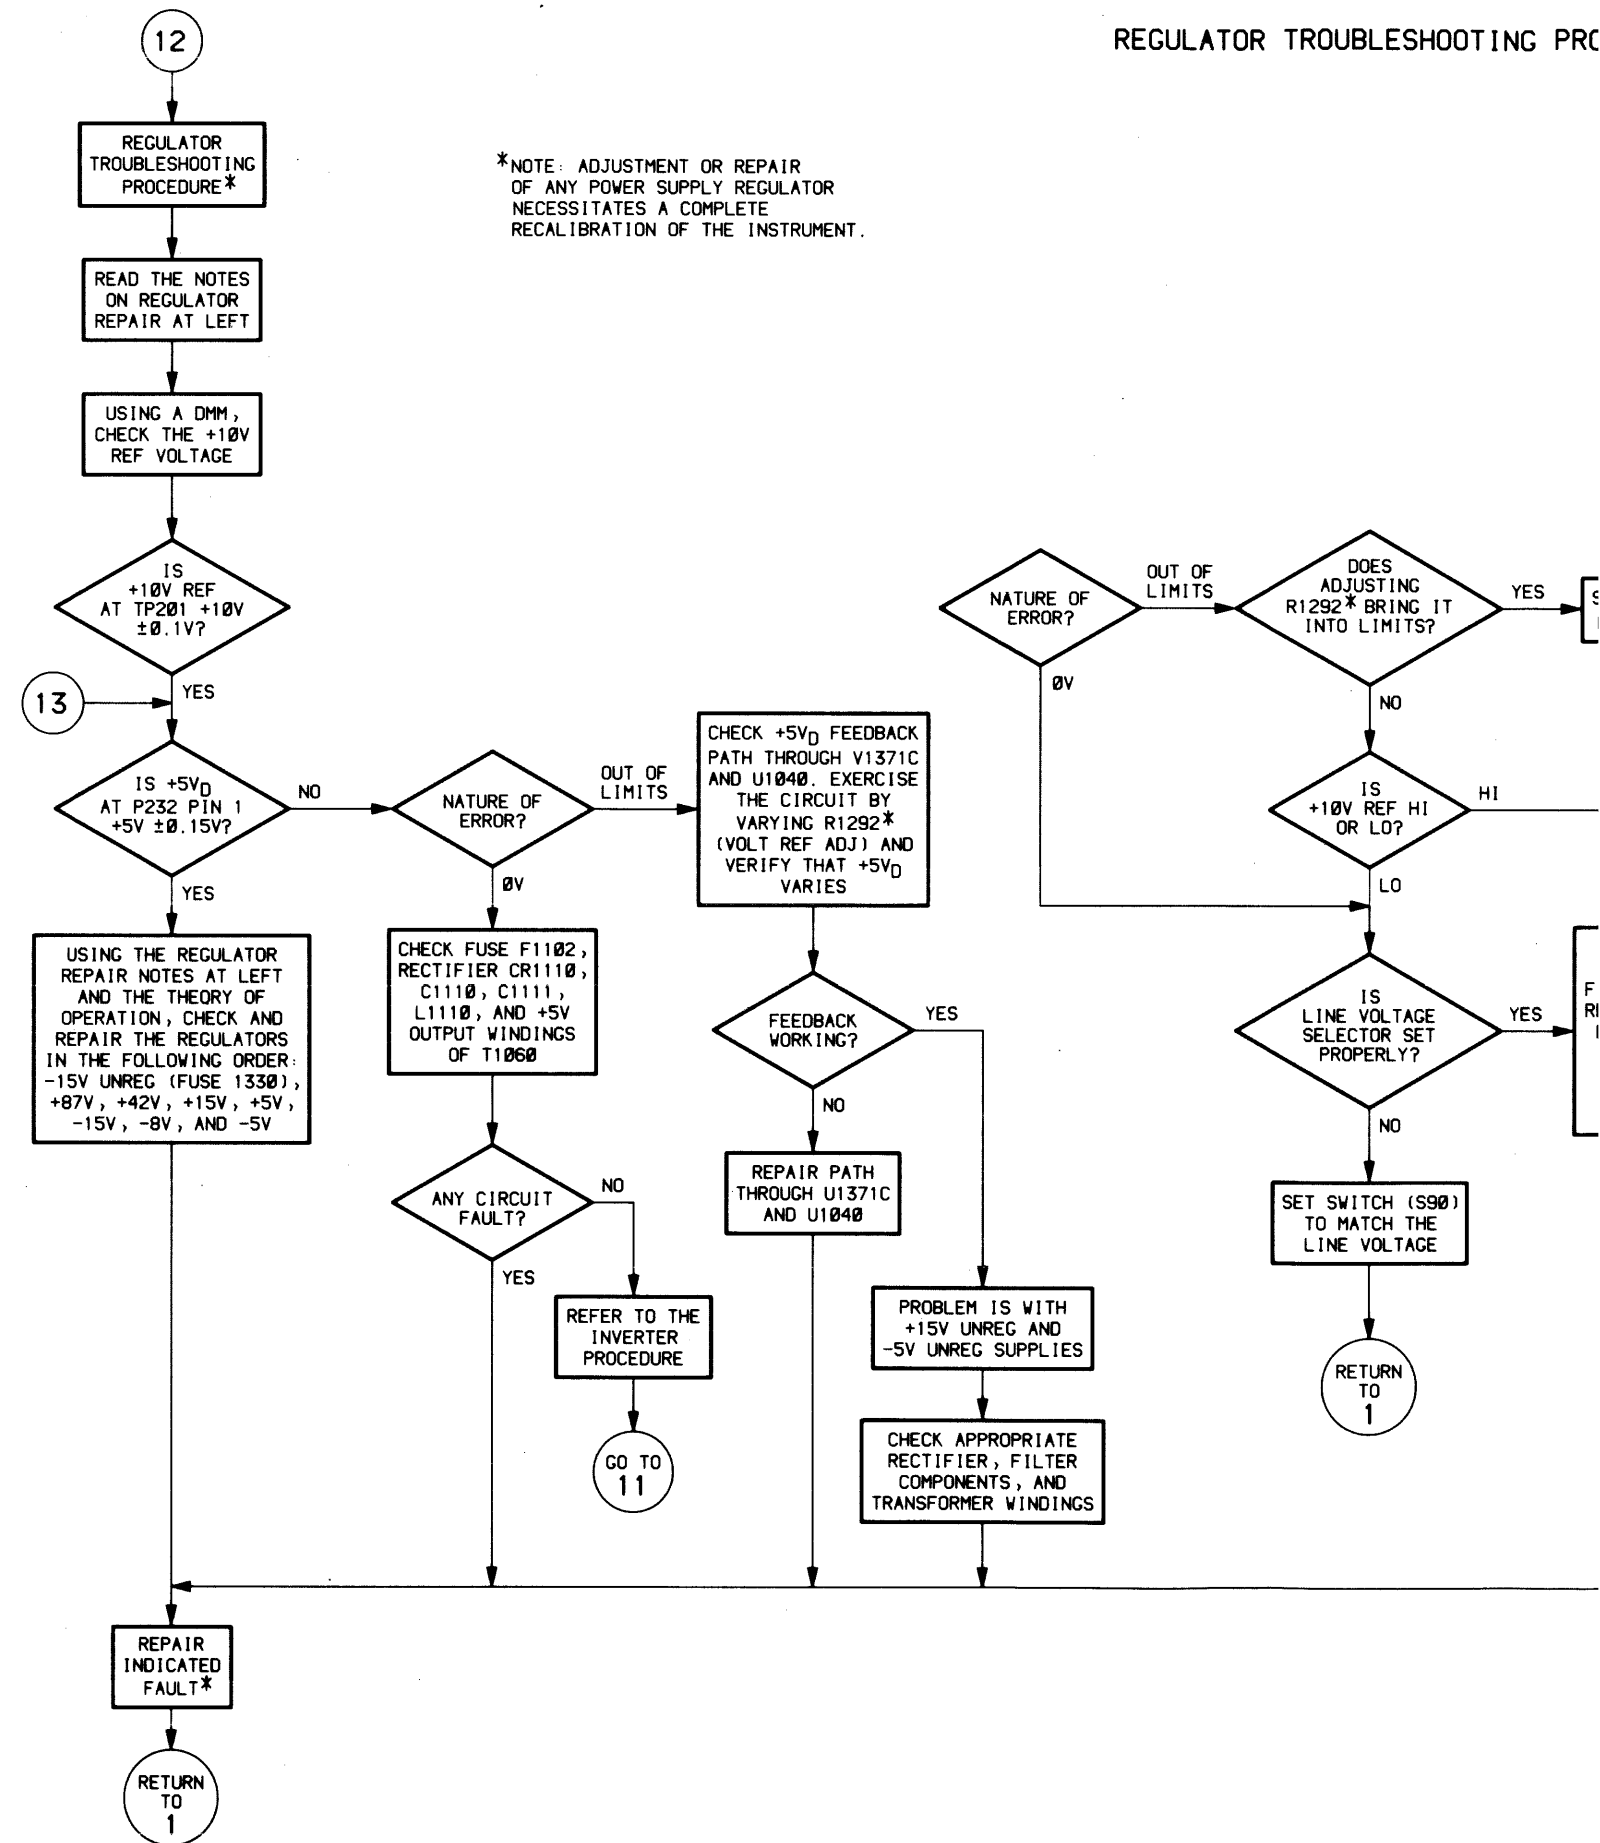 12
REGULATOR TROUBLESHOOTING PRO
REGULATOR
TROUBLESHOOTING
PROCEDURE*
*NOTE: ADJUSTMENT OR REPAIR
OF ANY POWER SUPPLY REGULATOR
NECESSITATES A COMPLETE
RECALIBRATION OF THE INSTRUMENT.
READ THE NOTES
ON REGULATOR
REPAIR AT LEFT
USING A DMM,
CHECK THE +10V
REF VOLTAGE
IS
+10V REF
AT TP201 +10V
±0.1V?
YES
13
IS +5VD
AT P232 PIN 1
+5V ±0.15V?
NO
YES
USING THE REGULATOR
REPAIR NOTES AT LEFT
AND THE THEORY OF
OPERATION, CHECK AND
REPAIR THE REGULATORS
IN THE FOLLOWING ORDER:
-15V UNREG (FUSE 1330),
+87V, +42V, +15V, +5V,
-15V, -8V, AND -5V
NATURE OF
ERROR?
OUT OF
LIMITS
0V
CHECK FUSE F1102,
RECTIFIER CR1110,
C1110, C1111,
L1110, AND +5V
OUTPUT WINDINGS
OF T1060
ANY CIRCUIT
FAULT?
NO
YES
REFER TO THE
INVERTER
PROCEDURE
GO TO
11
CHECK +5VD FEEDBACK
PATH THROUGH V1371C
AND U1040. EXERCISE
THE CIRCUIT BY
VARYING R1292*
(VOLT REF ADJ) AND
VERIFY THAT +5VD
VARIES
FEEDBACK
WORKING?
YES
NO
REPAIR PATH
THROUGH U1371C
AND U1040
PROBLEM IS WITH
+15V UNREG AND
-5V UNREG SUPPLIES
CHECK APPROPRIATE
RECTIFIER, FILTER
COMPONENTS, AND
TRANSFORMER WINDINGS
NATURE OF
ERROR?
OUT OF
LIMITS
0V
DOES
ADJUSTING
R1292* BRING IT
INTO LIMITS?
YES
NO
IS
+10V REF HI
OR LO?
HI
LO
IS
LINE VOLTAGE
SELECTOR SET
PROPERLY?
YES
F
NO
SET SWITCH (S90)
TO MATCH THE
LINE VOLTAGE
RETURN
TO
1
REPAIR
INDICATED
FAULT*
RETURN
TO
1